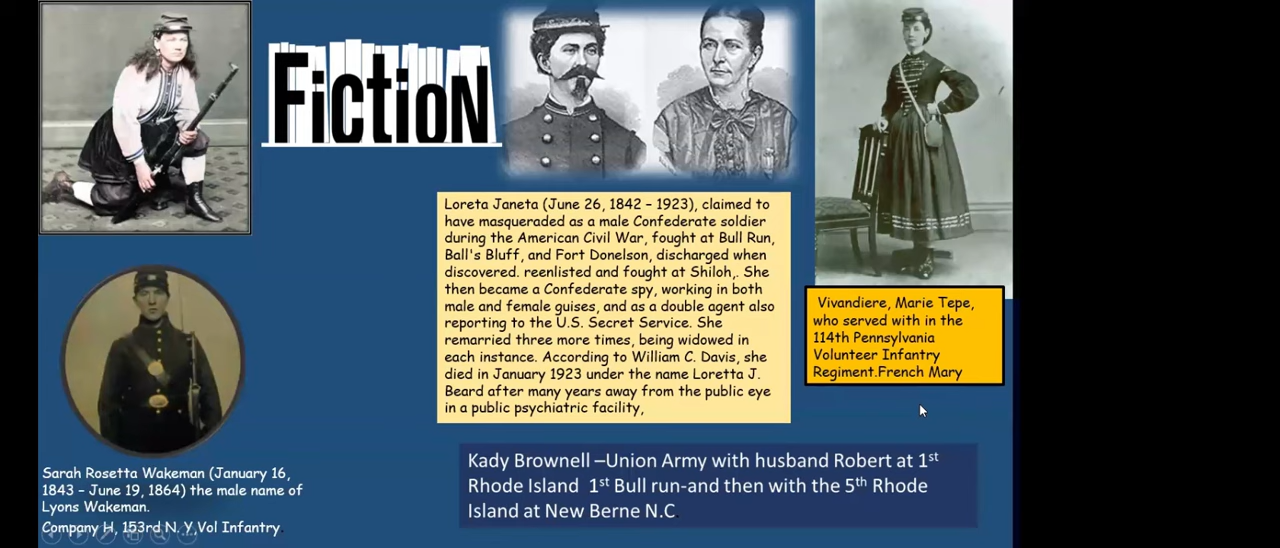 FictioN
Loreta Janeta (June 26, 1842 – 1923), claimed to
have masqueraded as a male Confederate soldier
during the American Civil War, fought at Bull Run,
Ball's Bluff, and Fort Donelson, discharged when
discovered. reenlisted and fought at Shiloh,. She
then became a Confederate spy, working in both
male and female guises, and as a double agent also
reporting to the U.S. Secret Service. She
remarried three more times, being widowed in
each instance. According to William C. Davis, she
died in January 1923 under the name Loretta J.
Beard after many years away from the public eye
in a public psychiatric facility,
Vivandiere, Marie Tepe,
who served with in the
114th Pennsylvania
Volunteer Infantry
Regiment.French Mary
Sarah Rosetta Wakeman (January 16,
1843 – June 19, 1864) the male name of
Lyons Wakeman.
Company H, 153rd N. Y,Vol Infantry.
Kady Brownell –Union Army with husband Robert at 1st
Rhode Island 1st Bull run-and then with the 5th Rhode
Island at New Berne N.C.